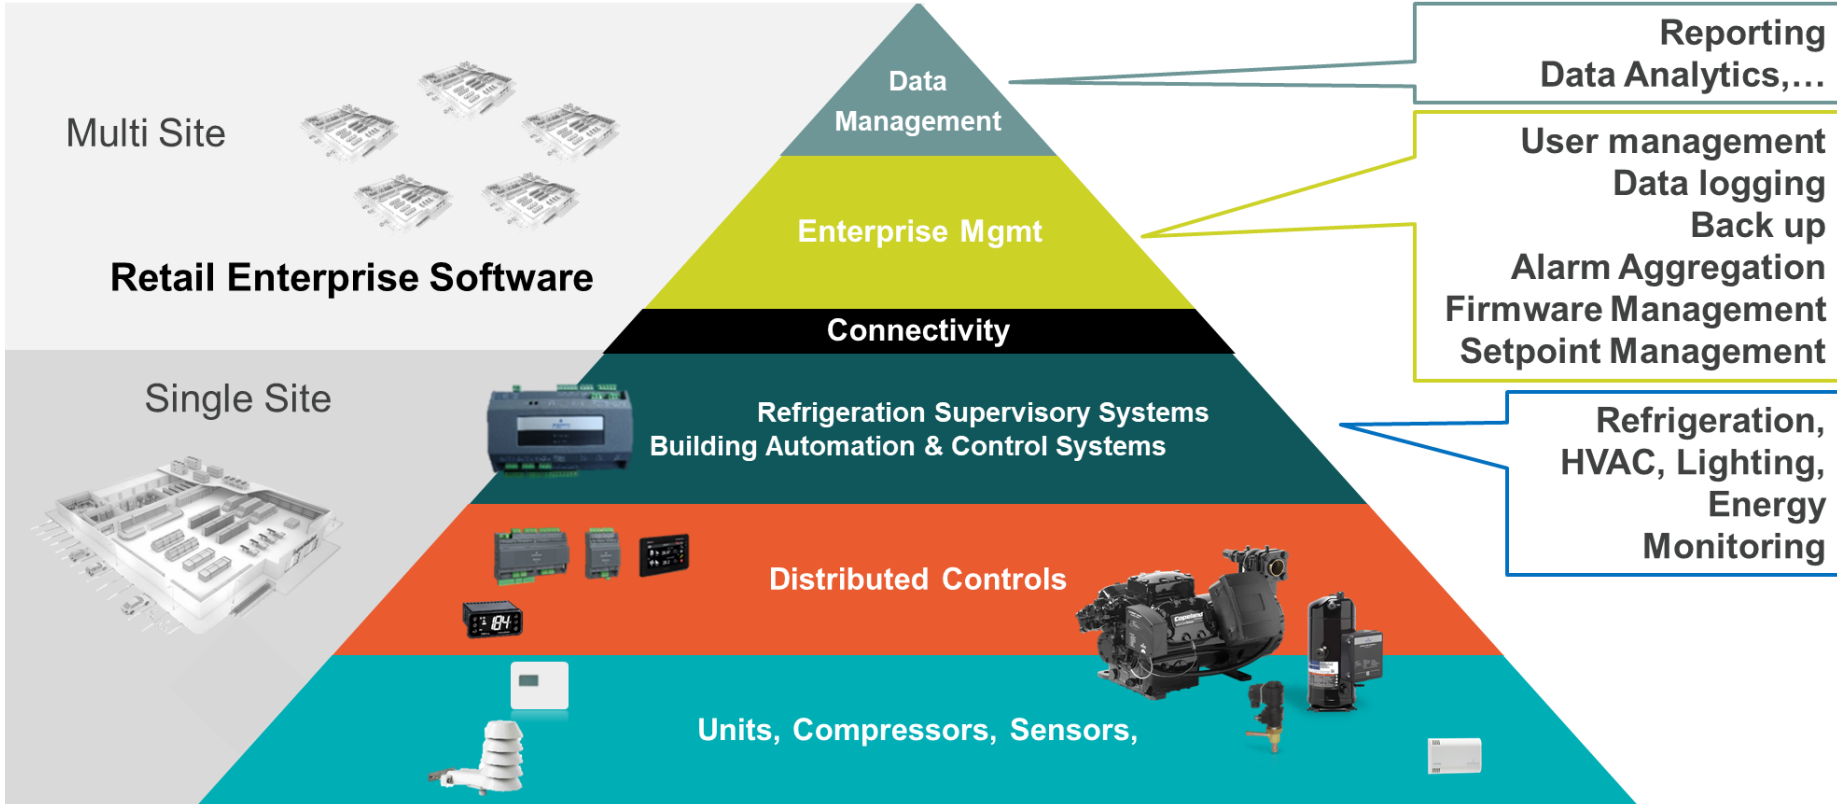 Multi Site
Retail Enterprise Software
Single Site
Data
Management
Enterprise Mgmt
Connectivity
Refrigeration Supervisory Systems
Building Automation & Control Systems
Distributed Controls
184
Copeland
Units, Compressors, Sensors,
Reporting
Data Analytics,...
User management
Data logging
Back up
Alarm Aggregation
Firmware Management
Setpoint Management
Refrigeration,
HVAC, Lighting,
Energy
Monitoring